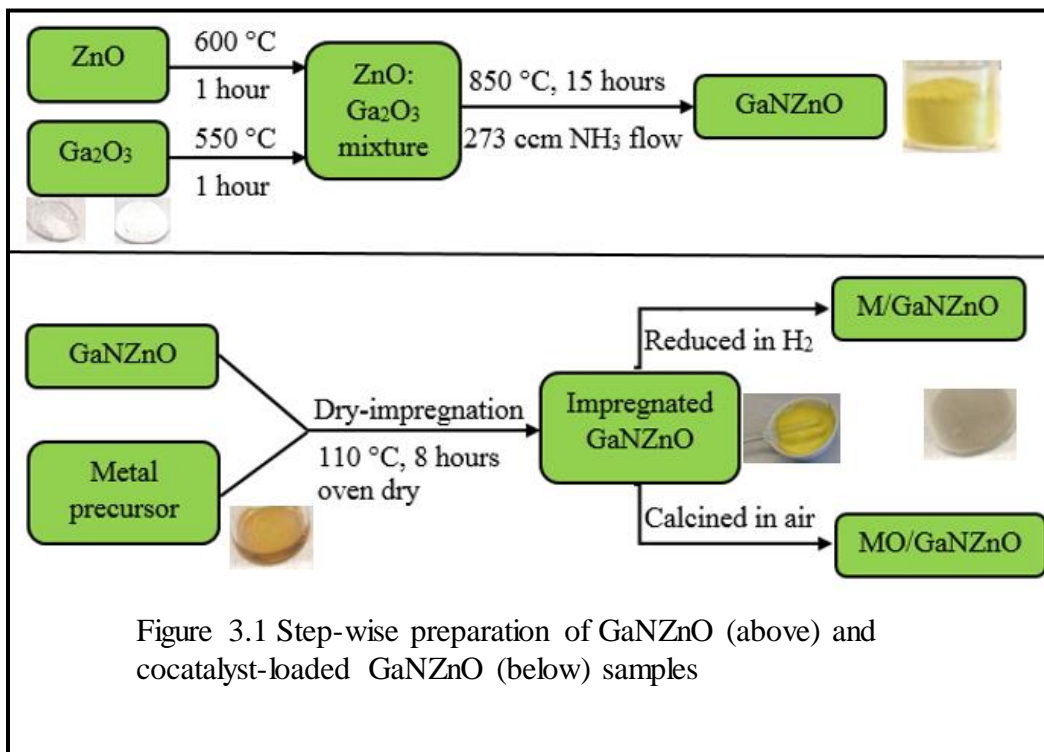 ZnO
600 °C
1 hour
Ga₂O₃
550 °C
1 hour
ZnO:
Ga₂O₃
mixture
850 °C, 15 hours
273 ccm NH₃ flow
GaNZnO
GaNZnO
Metal
precursor
Dry-impregnation
110 °C, 8 hours
oven dry
Impregnated
GaNZnO
Reduced in H₂
M/GaNZnO
Calcined in air
MO/GaNZnO
Figure 3.1 Step-wise preparation of GaNZnO (above) and
cocatalyst-loaded GaNZnO (below) samples